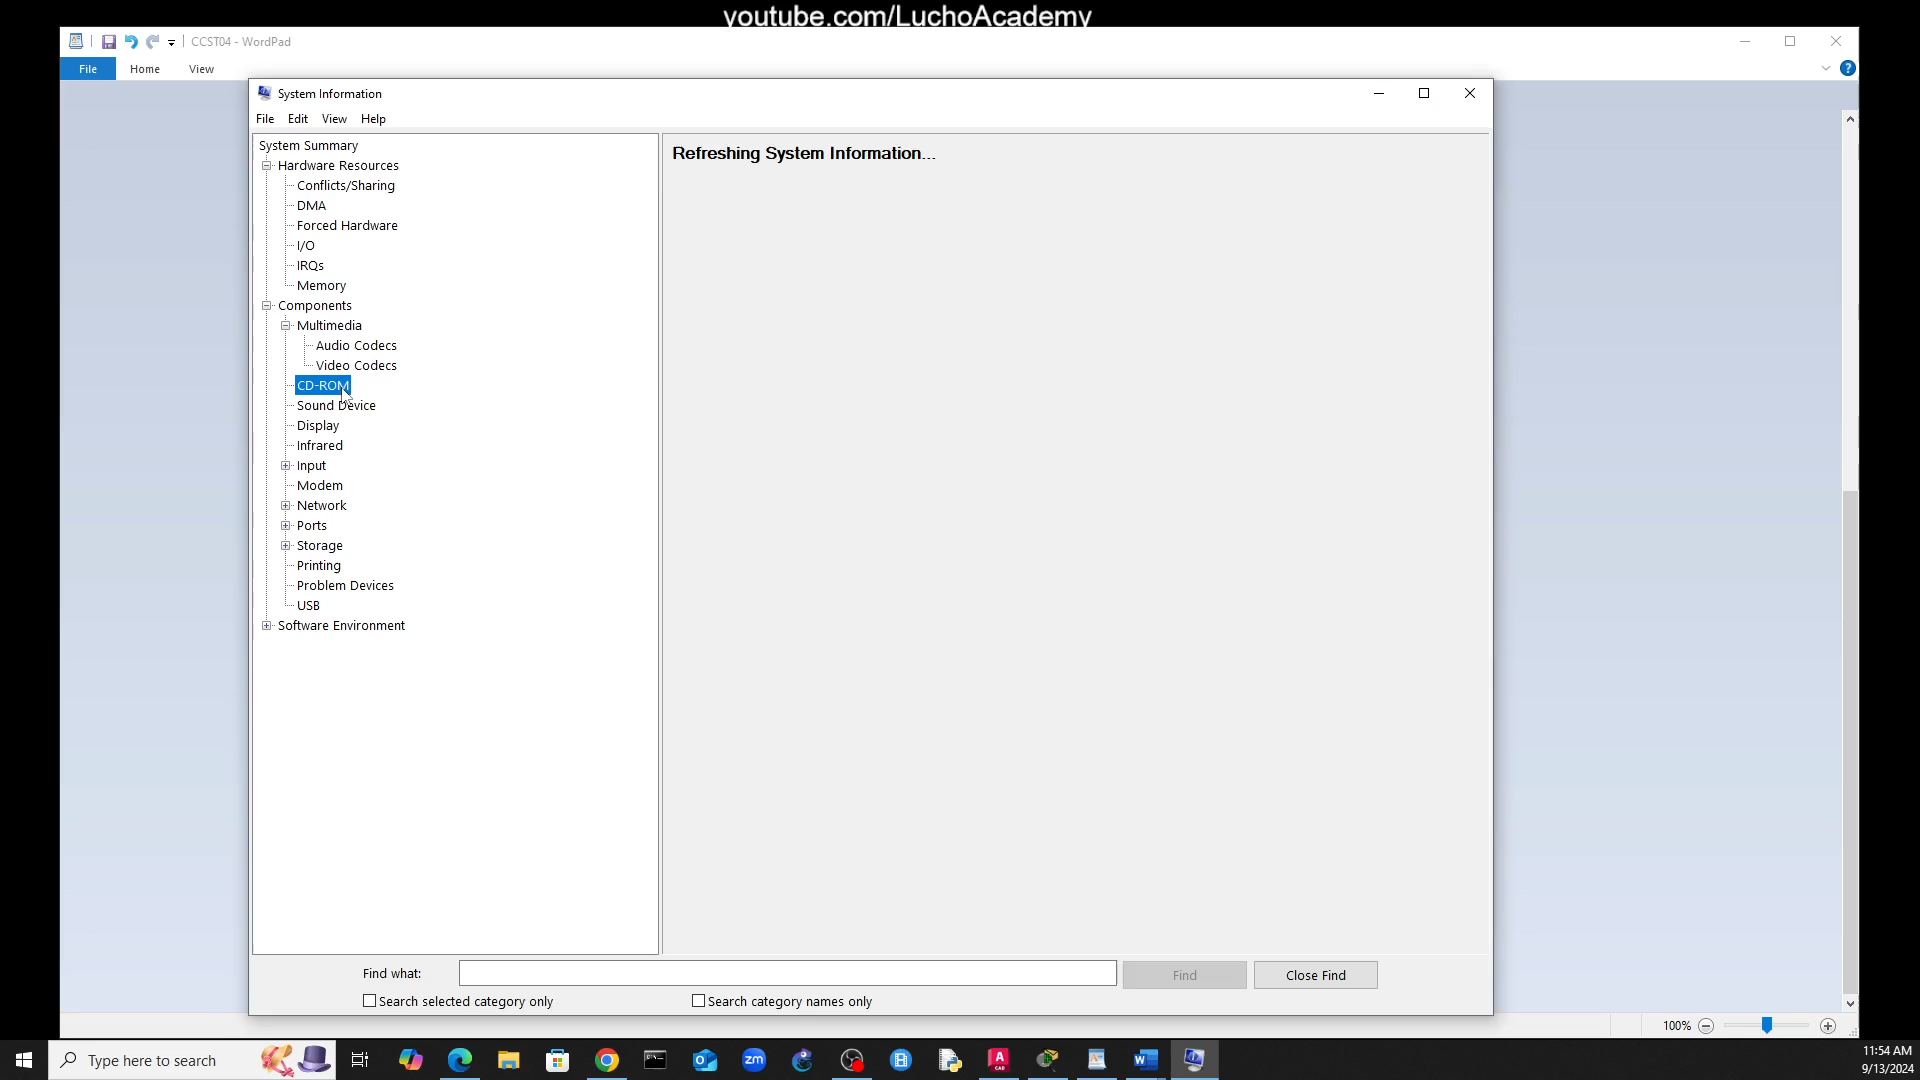 youtube.com/LuchoAcademy
CCST04 - WordPad
File Home View
System Information
File Edit View Help
System Summary
Hardware Resources
Conflicts/Sharing
DMA
Forced Hardware
I/O
IRQs
Memory
Components
Multimedia
Audio Codecs
Video Codecs
CD-ROM
Sound Device
Display
Infrared
Input
Modem
Network
Ports
Storage
Printing
Problem Devices
USB
Software Environment
Refreshing System Information...
Find what:
Find
Close Find
Search selected category only
Search category names only
100%
Type here to search
zm
11:54 AM
9/13/2024